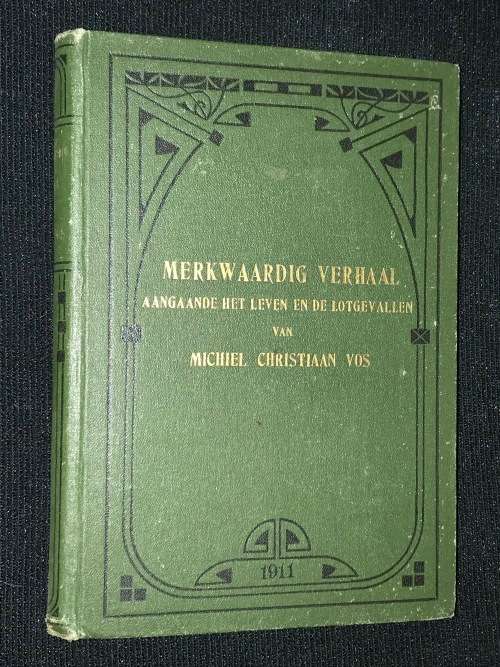 MERKWAARDIG VERHAAL
AANGAANDE HET LEVEN EN DE LOTGEVALLEN
VAN
MICHIEL CHRISTIAAN VOS
1911